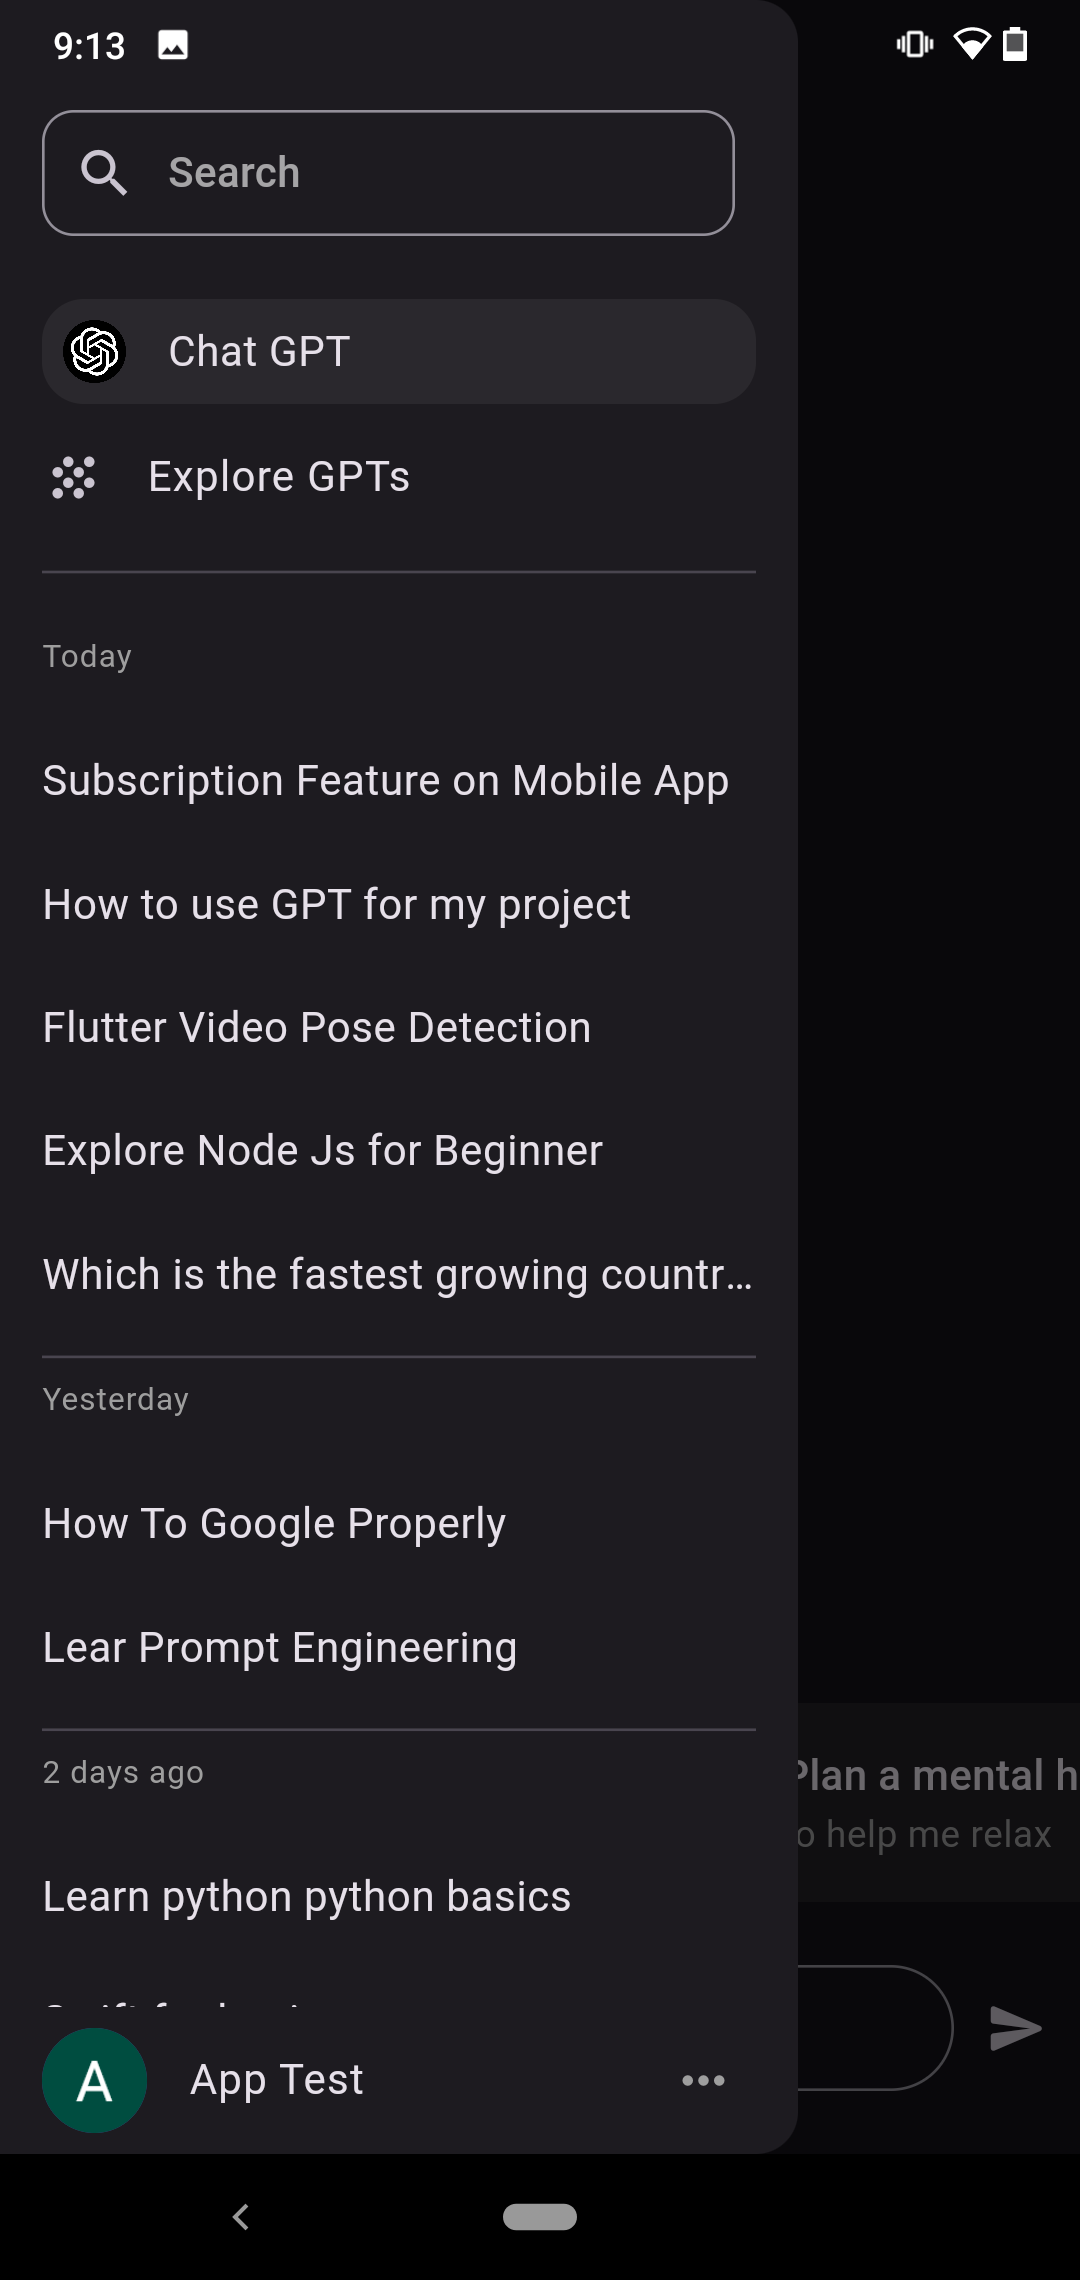 9:13
Search
Chat GPT
Explore GPTs
Today
Subscription Feature on Mobile App
How to use GPT for my project
Flutter Video Pose Detection
Explore Node Js for Beginner
Which is the fastest growing countr…
Yesterday
How To Google Properly
Lear Prompt Engineering
2 days ago
Plan a mental h
o help me relax
Learn python python basics
A
App Test